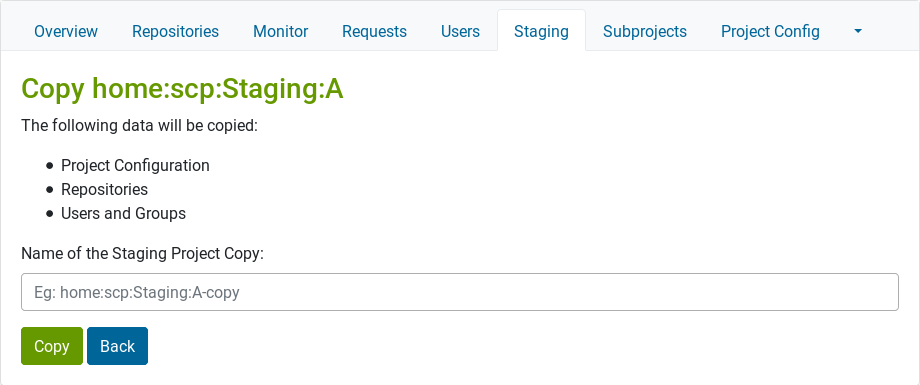 Overview Repositories Monitor Requests Users Staging Subprojects Project Config
Copy home:scp:Staging:A
The following data will be copied:
Project Configuration
Repositories
Users and Groups
Name of the Staging Project Copy:
Eg: home:scp:Staging:A-copy
Copy Back